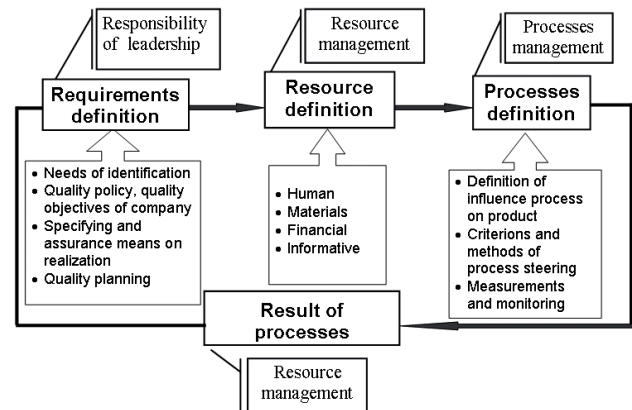 Responsibility
of leadership
Resource
management
Processes
management
Requirements
definition
Resource
definition
Processes
definition
• Needs of identification
• Quality policy, quality
objectives of company
• Specifying and
assurance means on
realization
• Quality planning
• Human
• Materials
• Financial
• Informative
• Definition of
influence process
on product
• Criterions and
methods of
process steering
• Measurements
and monitoring
Result of
processes
Resource
management